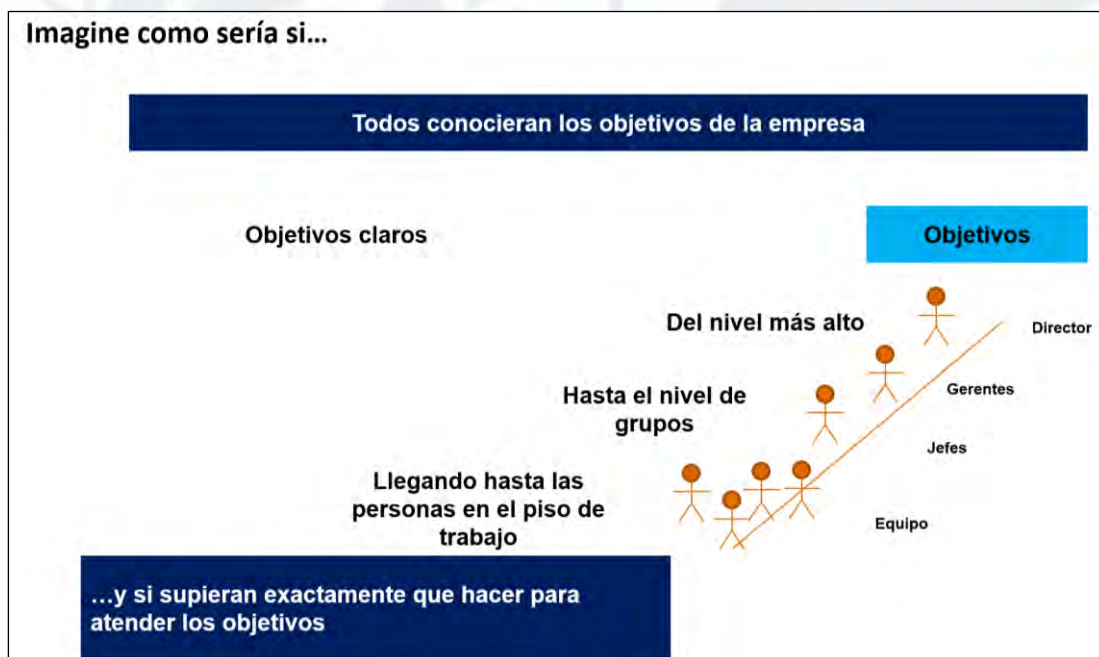 Imagine como sería si...
Todos conocieran los objetivos de la empresa
Objetivos claros
Objetivos
Del nivel más alto
Director
Hasta el nivel de
grupos
Gerentes
Jefes
Llegando hasta las
personas en el piso de
trabajo
Equipo
...y si supieran exactamente que hacer para
atender los objetivos